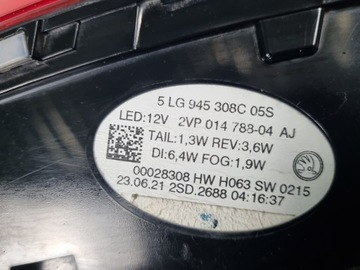 5 LG 945 308C 05S
LED:12V 2VP 014 788-04 AJ
TAIL:1,3W REV:3,6W
DI:6,4W FOG:1,9W
00028308 HW H063 SW 0215
23.06.21 2SD.2688 04:16:37